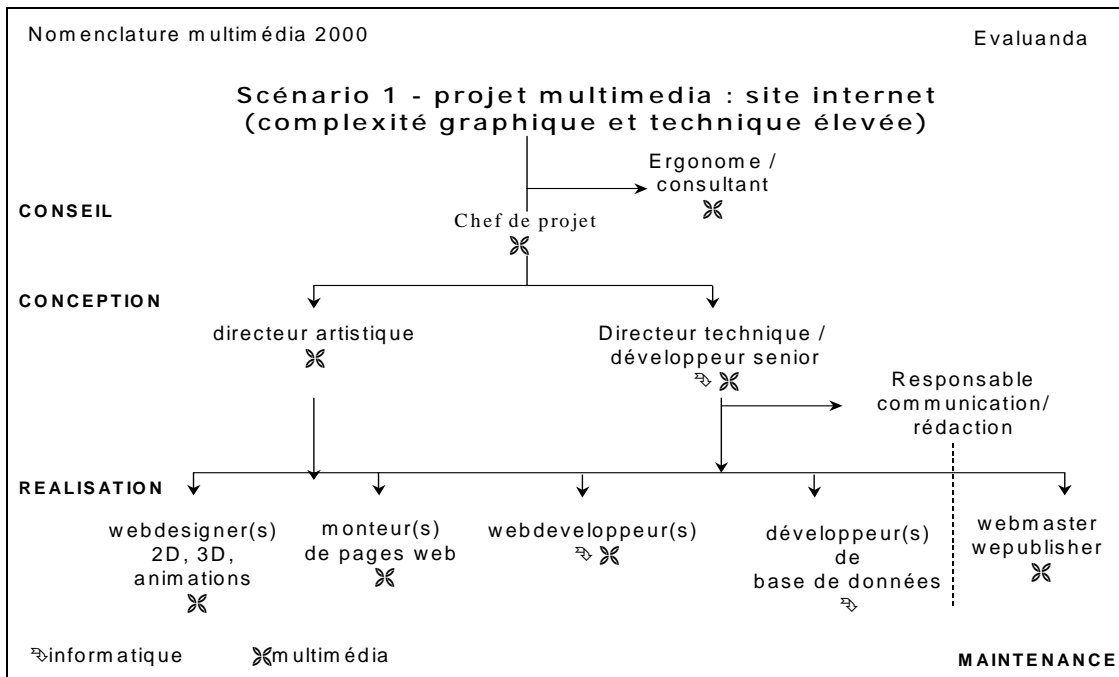 Nomenclature multimédia 2000
Evaluanda
Scénario 1 - projet multimedia : site internet
(complexité graphique et technique élevée)
Ergonome /
consultant
CONSEIL
Chef de projet
CONCEPTION
directeur artistique
Directeur technique /
développeur senior
Responsable
communication/
rédaction
REALISATION
webdesigner(s)
2D, 3D,
animations
monteur(s)
de pages web
webdeveloppeur(s)
développeur(s)
de
base de données
webmaster
wepublisher
informatique
multimédia
MAINTENANCE